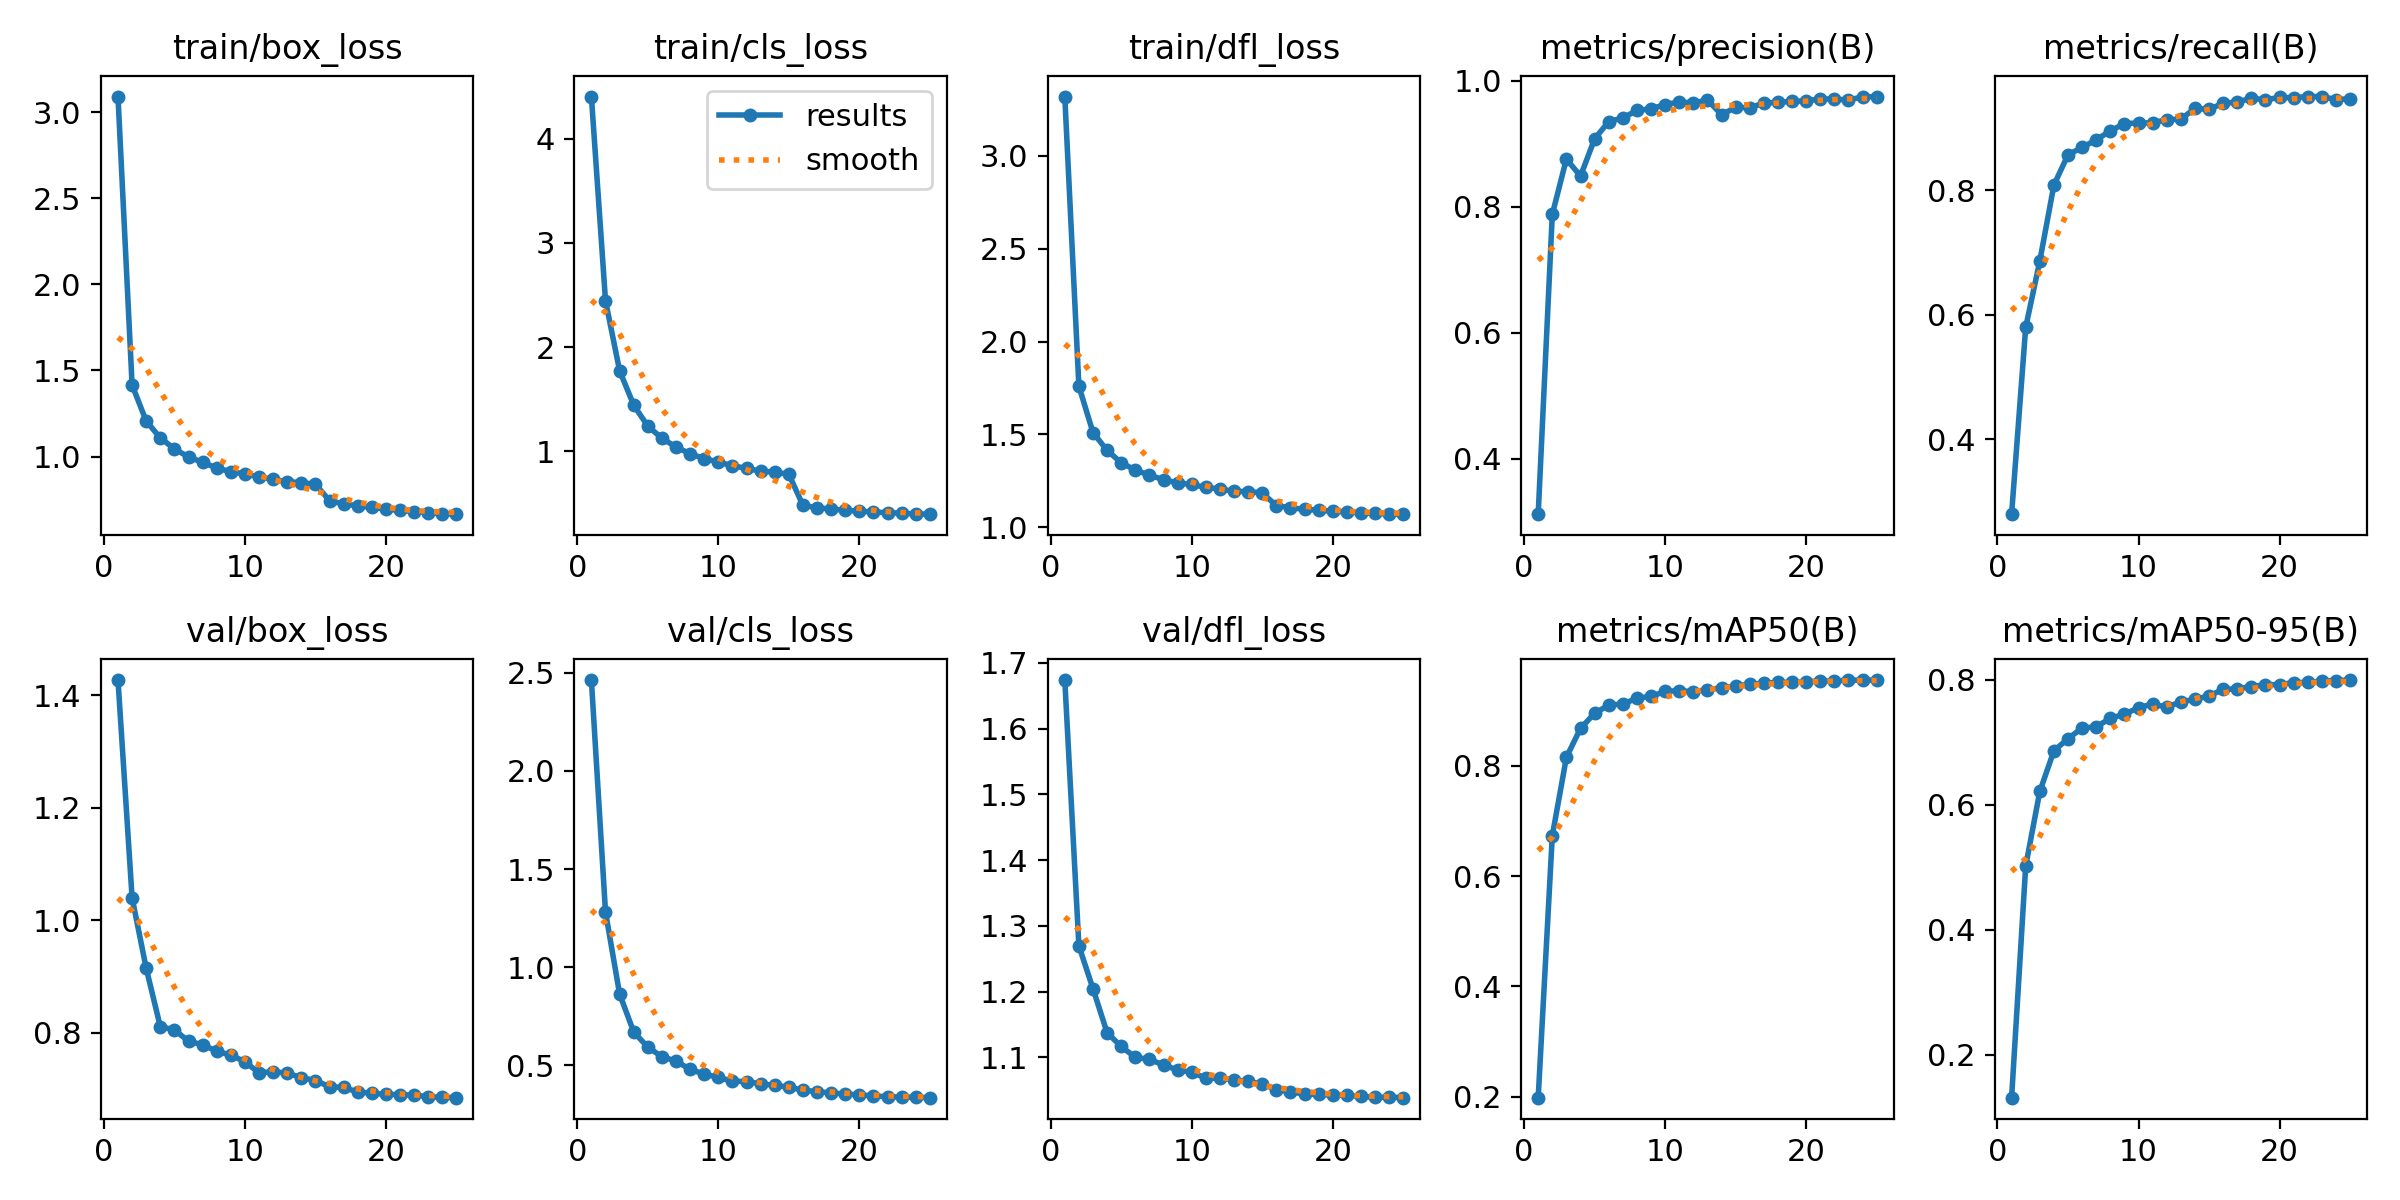 train/box_loss
3.0
2.5
2.0
1.5
1.0
0 10 20
train/cls_loss
results
smooth
4
3
2
1
0 10 20
train/dfl_loss
3.0
2.5
2.0
1.5
1.0
0 10 20
metrics/precision(B)
1.0
0.8
0.6
0.4
0 10 20
metrics/recall(B)
0.8
0.6
0.4
0 10 20
val/box_loss
1.4
1.2
1.0
0.8
0 10 20
val/cls_loss
2.5
2.0
1.5
1.0
0.5
0 10 20
val/dfl_loss
1.7
1.6
1.5
1.4
1.3
1.2
1.1
0 10 20
metrics/mAP50(B)
0.8
0.6
0.4
0.2
0 10 20
metrics/mAP50-95(B)
0.8
0.6
0.4
0.2
0 10 20